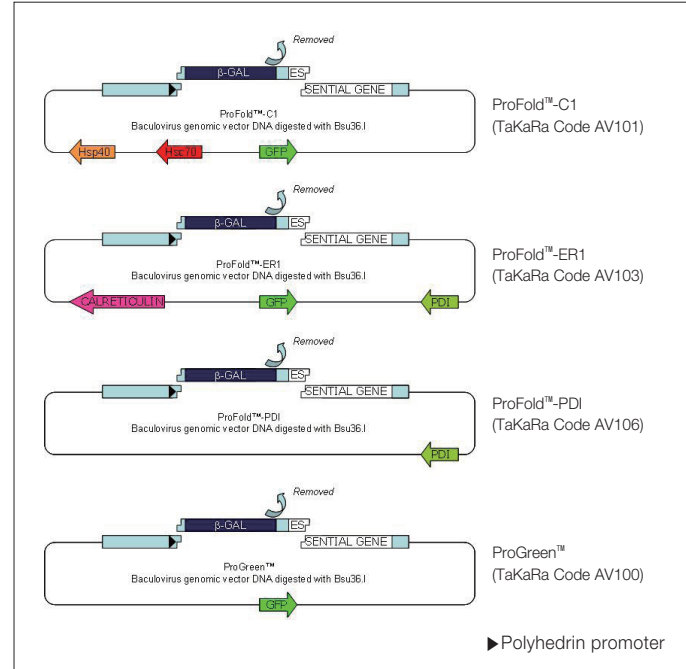 Removed
β-GAL
ES
SENTIAL GENE
ProFold™-C1
Baculovirus genomic vector DNA digested with Bsu36.I
Hsp40
Hsc70
GFP
ProFold™-C1
(TaKaRa Code AV101)
Removed
β-GAL
ES
SENTIAL GENE
ProFold™-ER1
Baculovirus genomic vector DNA digested with Bsu36.I
CALRETICULIN
GFP
PDI
ProFold™-ER1
(TaKaRa Code AV103)
Removed
β-GAL
ES
SENTIAL GENE
ProFold™-PDI
Baculovirus genomic vector DNA digested with Bsu36.I
PDI
ProFold™-PDI
(TaKaRa Code AV106)
Removed
β-GAL
ES
SENTIAL GENE
ProGreen™
Baculovirus genomic vector DNA digested with Bsu36.I
GFP
ProGreen™
(TaKaRa Code AV100)
▶Polyhedrin promoter